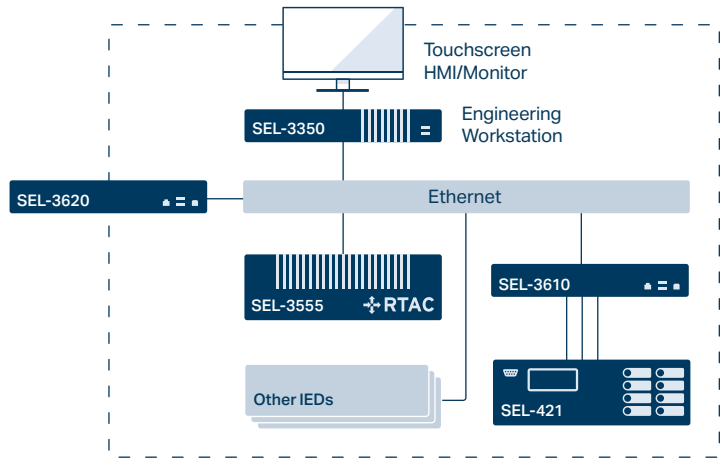 Touchscreen
HMI/Monitor
SEL-3350
Engineering
Workstation
SEL-3620
Ethernet
SEL-3555
RTAC
SEL-3610
Other IEDs
SEL-421